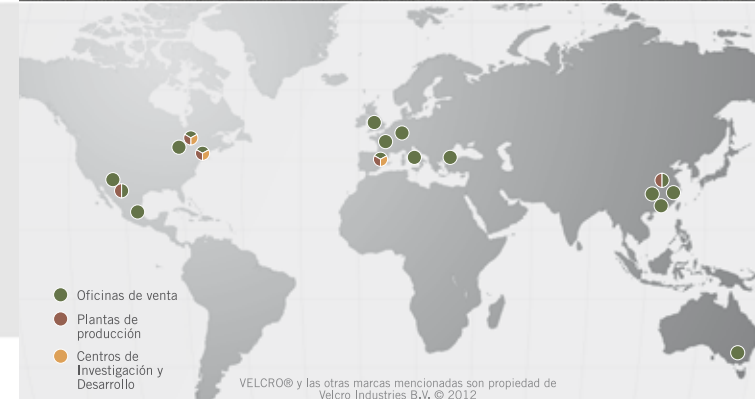 Oficinas de venta
Plantas de
producción
Centros de
Investigación y
Desarrollo
VELCRO® y las otras marcas mencionadas son propiedad de
Velcro Industries B.V. © 2012